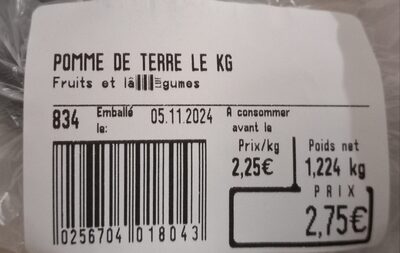 POMME DE TERRE LE KG
Fruits et lâgumes
834 Emballé le: 05.11.2024 A consommer avant le
Prix/kg Poids net
2,25€ 1,224 kg
PRIX
2,75€
0256704 018043